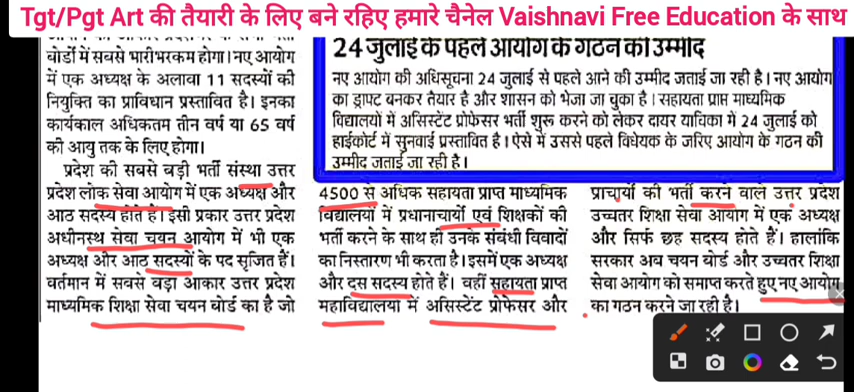 Tgt/Pgt Art की तैयारी के लिए बने रहिए हमारे चैनेल Vaishnavi Free Education के साथ
बोर्डों में सबसे भारीभरकम होगा। नए आयोग
में एक अध्यक्ष के अलावा 11 सदस्यों की
नियुक्ति का प्राविधान प्रस्तावित है। इनका
कार्यकाल अधिकतम तीन वर्ष या 65 वर्ष
की आयु तक के लिए होगा।
प्रदेश की सबसे बड़ी भर्ती संस्था उत्तर
प्रदेश लोक सेवा आयोग में एक अध्यक्ष और
आठ सदस्य होते हैं। इसी प्रकार उत्तर प्रदेश
अधीनस्थ सेवा चयन आयोग में भी एक
अध्यक्ष और आठ सदस्यों के पद सृजित हैं।
वर्तमान में सबसे बड़ा आकार उत्तर प्रदेश
माध्यमिक शिक्षा सेवा चयन बोर्ड का है जो
24 जुलाई के पहले आयोग के गठन की उम्मीद
नए आयोग की अधिसूचना 24 जुलाई से पहले आने की उम्मीद जताई जा रही है। नए आयोग
का ड्राफ्ट बनकर तैयार है और शासन को भेजा जा चुका है। सहायता प्राप्त माध्यमिक
विद्यालयों में असिस्टेंट प्रोफेसर भर्ती शुरू करने को लेकर दायर याचिका में 24 जुलाई को
हाईकोर्ट में सुनवाई प्रस्तावित है। ऐसे में उससे पहले विधेयक के जरिए आयोग के गठन की
उम्मीद जताई जा रही है।
4500 से अधिक सहायता प्राप्त माध्यमिक
विद्यालयों में प्रधानाचार्यों एवं शिक्षकों की
भर्ती करने के साथ ही उनके संबंधी विवादों
का निस्तारण भी करता है। इसमें एक अध्यक्ष
और दस सदस्य होते हैं। वहीं सहायता प्राप्त
महाविद्यालयों में असिस्टेंट प्रोफेसर और
प्राचार्यों की भर्ती करने वाले उत्तर प्रदेश
उच्चतर शिक्षा सेवा आयोग में एक अध्यक्ष
और सिर्फ छह सदस्य होते हैं। हालांकि
सरकार अब चयन बोर्ड और उच्चतर शिक्षा
सेवा आयोग को समाप्त करते हुए नए आयोग
का गठन करने जा रही है।